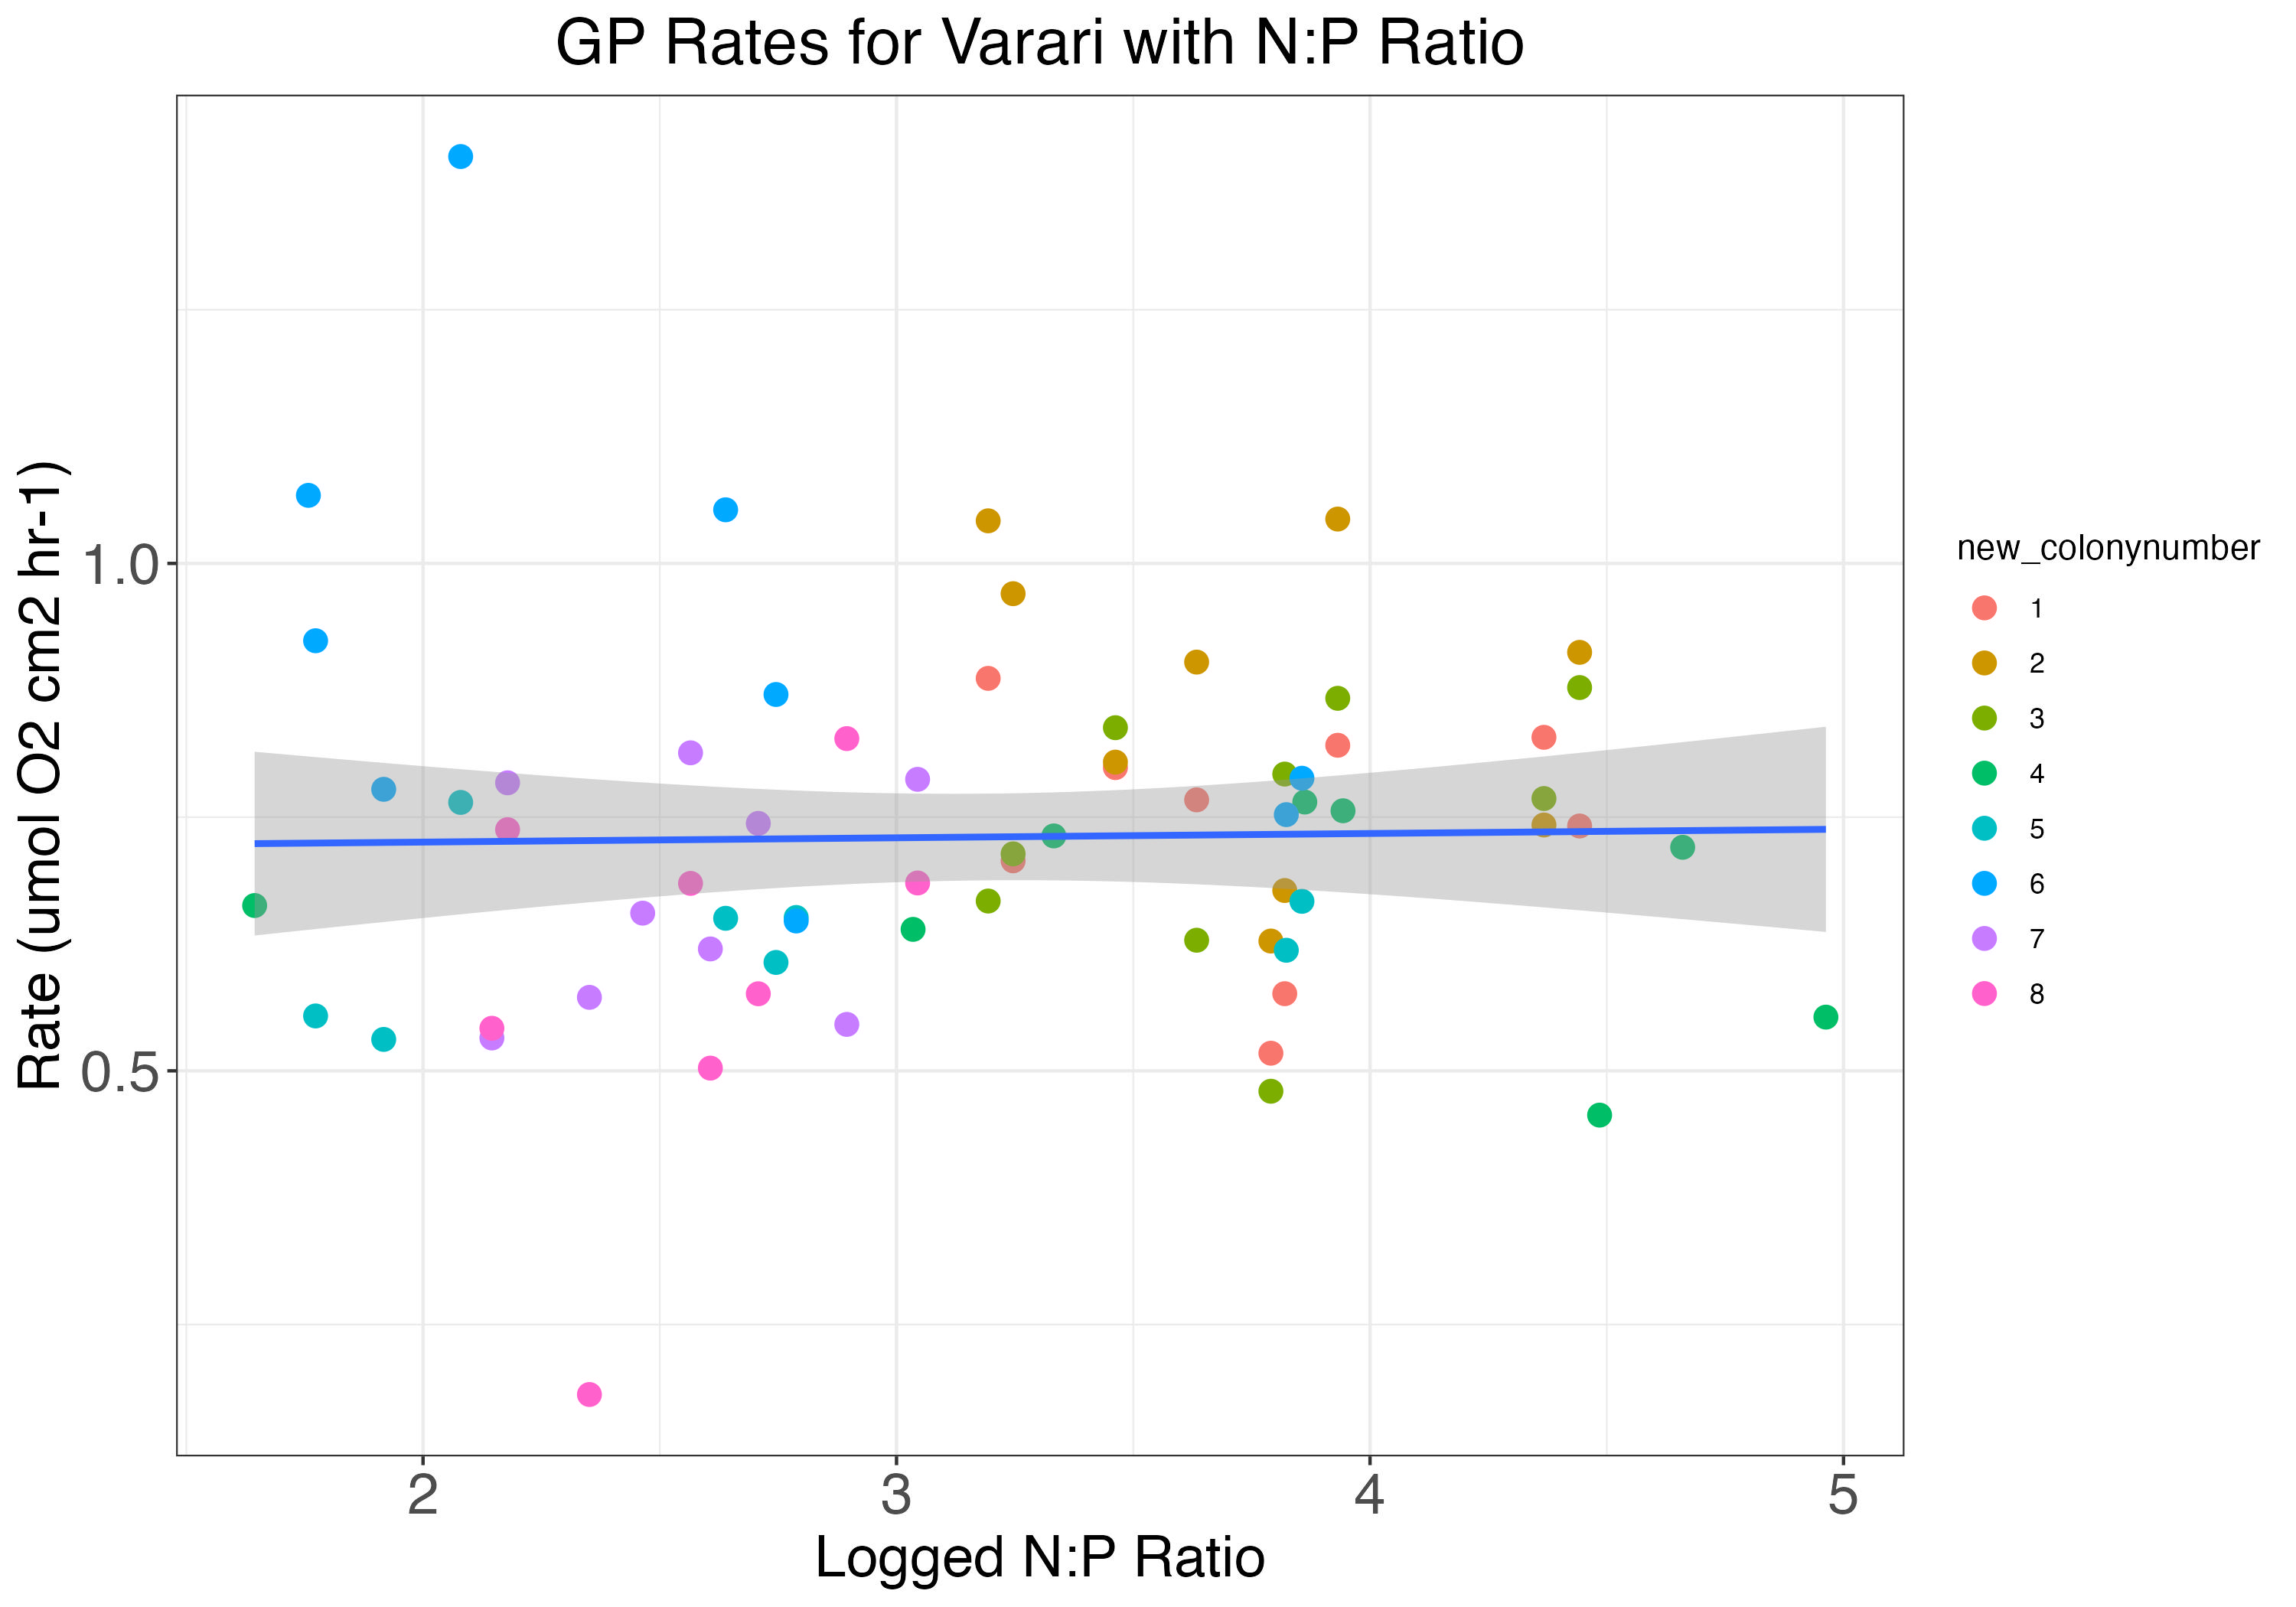 GP Rates for Varari with N:P Ratio
Rate (umol O2 cm2 hr-1)
1.0
0.5
2 3 4 5
Logged N:P Ratio
new_colonynumber
1
2
3
4
5
6
7
8